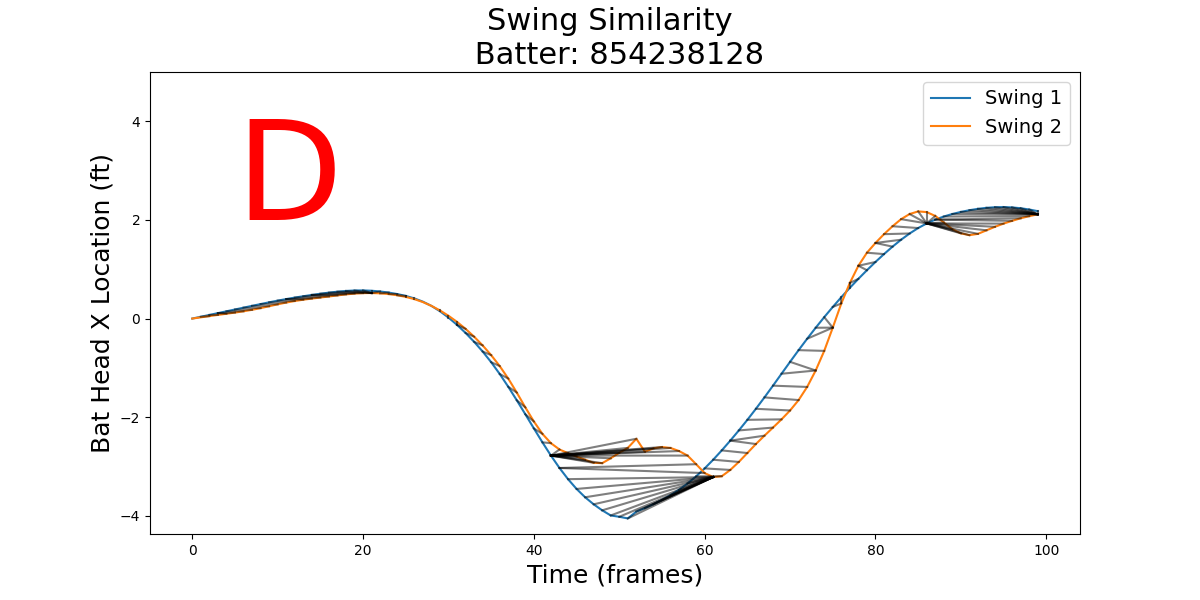 Swing Similarity
Batter: 854238128
D
Swing 1
Swing 2
Bat Head X Location (ft)
4
2
0
−2
−4
0 20 40 60 80 100
Time (frames)